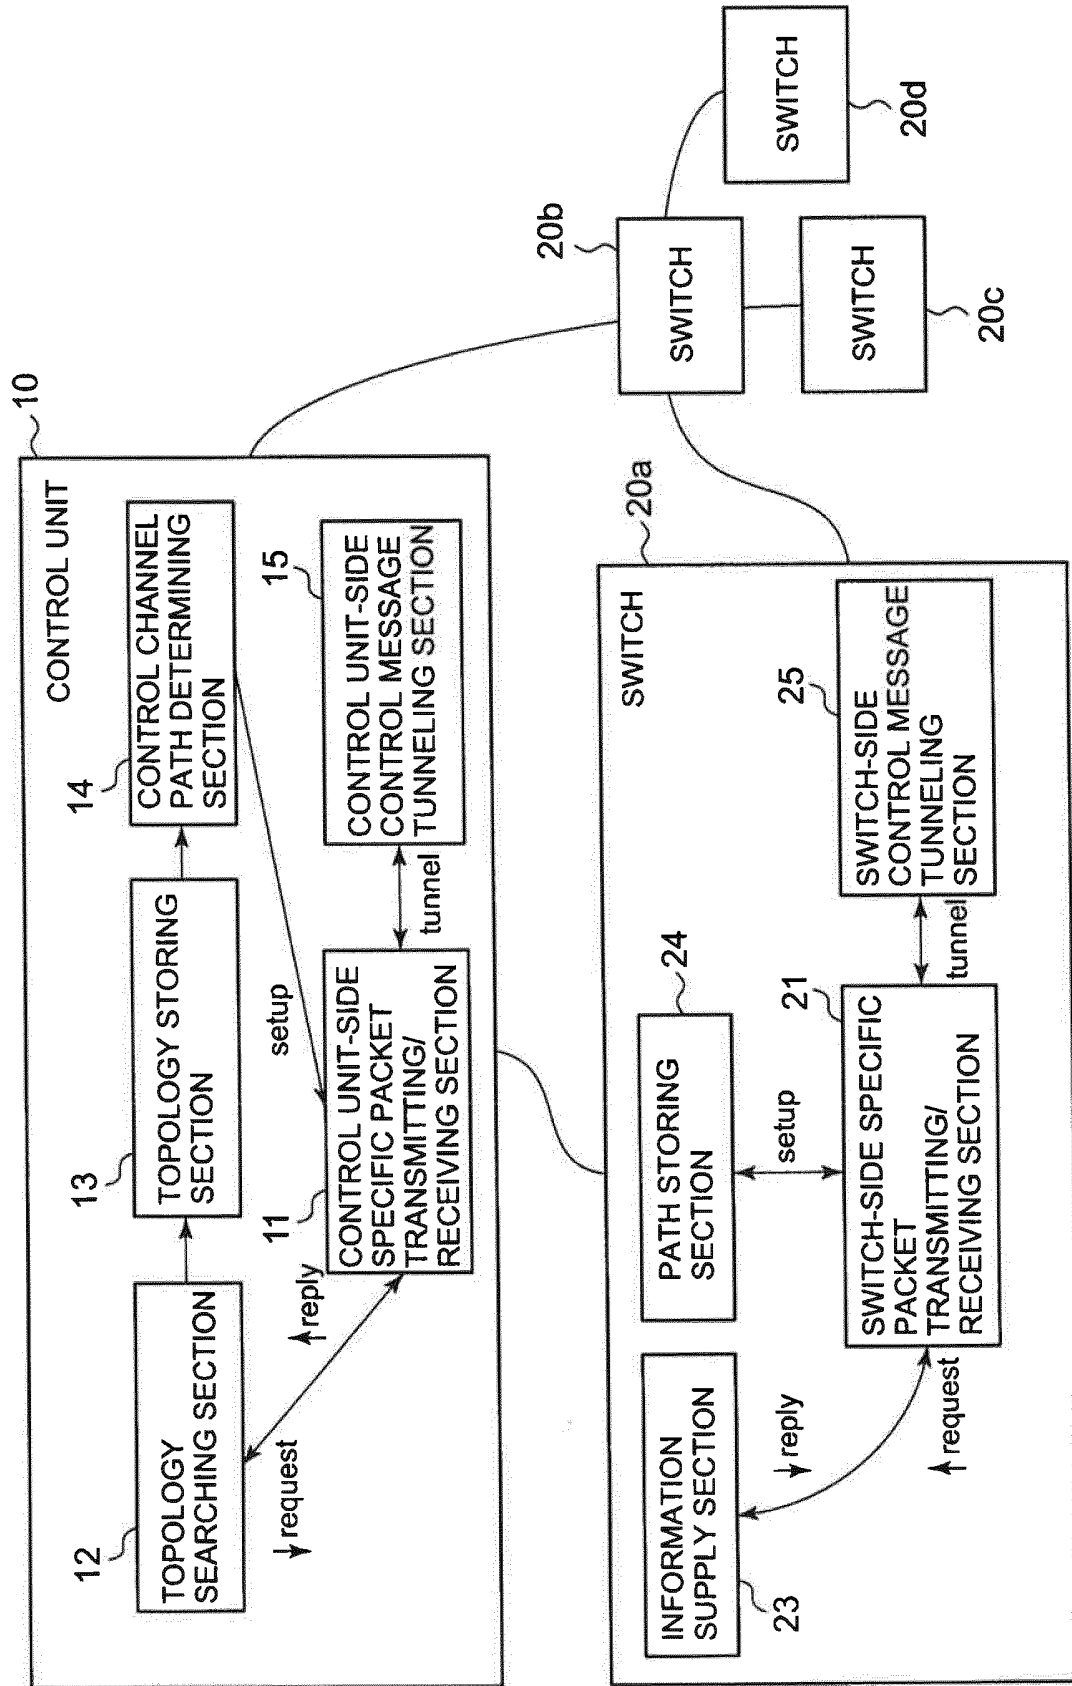 CONTROL UNIT
10
12
TOPOLOGY
SEARCHING SECTION
13
TOPOLOGY STORING
SECTION
14
CONTROL CHANNEL
PATH DETERMINING
SECTION
request
reply
setup
11
CONTROL UNIT-SIDE
SPECIFIC PACKET
TRANSMITTING/
RECEIVING SECTION
tunnel
15
CONTROL UNIT-SIDE
CONTROL MESSAGE
TUNNELING SECTION
SWITCH
20a
INFORMATION
SUPPLY SECTION
23
PATH STORING
SECTION
24
reply
request
setup
21
SWITCH-SIDE SPECIFIC
PACKET
TRANSMITTING/
RECEIVING SECTION
tunnel
25
SWITCH-SIDE
CONTROL MESSAGE
TUNNELING
SECTION
20b
SWITCH
SWITCH
20c
SWITCH
20d